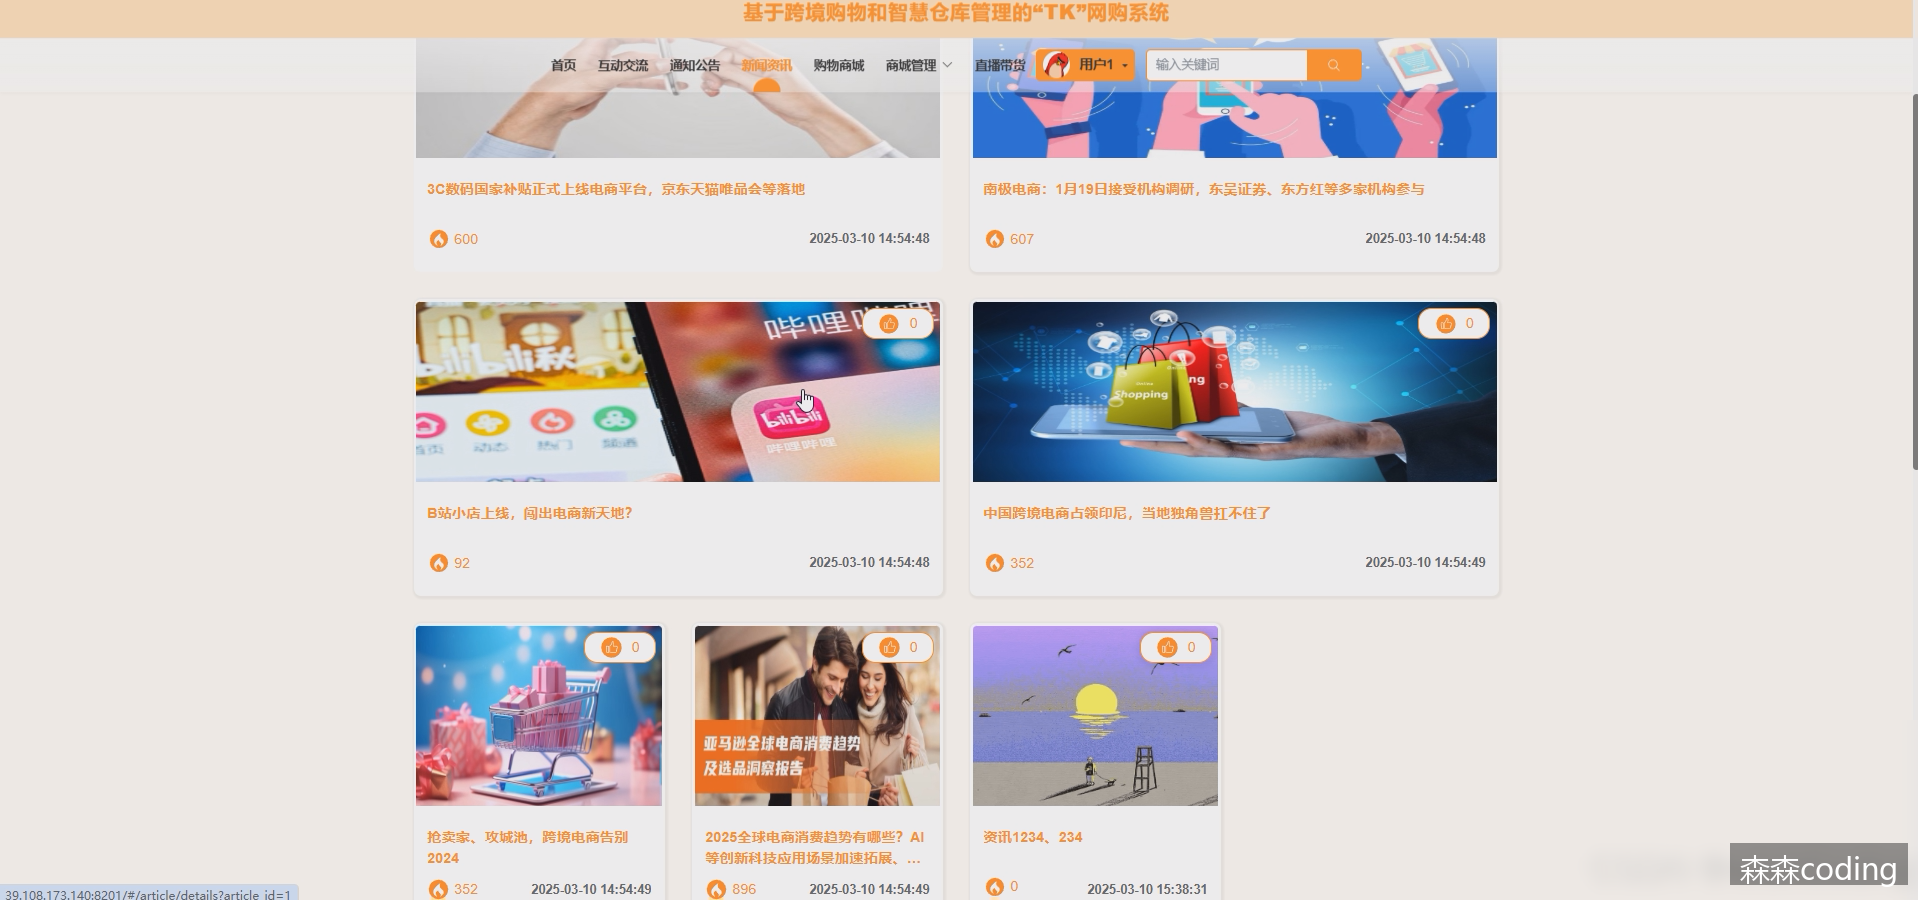 基于跨境购物和智慧仓库管理的“TK”网购系统
首页 互动交流 通知公告 新闻资讯 购物商城 商城管理 直播带货 用户1 输入关键词
3C数码国家补贴正式上线电商平台，京东天猫唯品会等落地
600 2025-03-10 14:54:48
南极电商：1月19日接受机构调研，东吴证券、东方红等多家机构参与
607 2025-03-10 14:54:48
0
bilibili秋
热门
bilibili
哔哩哔哩
B站小店上线，闯出电商新天地？
92 2025-03-10 14:54:48
0
Shopping
中国跨境电商占领印尼，当地独角兽扛不住了
352 2025-03-10 14:54:49
0
抢卖家、攻城池，跨境电商告别
2024
352 2025-03-10 14:54:49
0
亚马逊全球电商消费趋势
及选品洞察报告
2025全球电商消费趋势有哪些？AI
等创新科技应用场景加速拓展、...
896 2025-03-10 14:54:49
0
资讯1234、234
0 2025-03-10 15:38:31
森森coding
39.108.173.140:8201/#/article/details?article_id=1